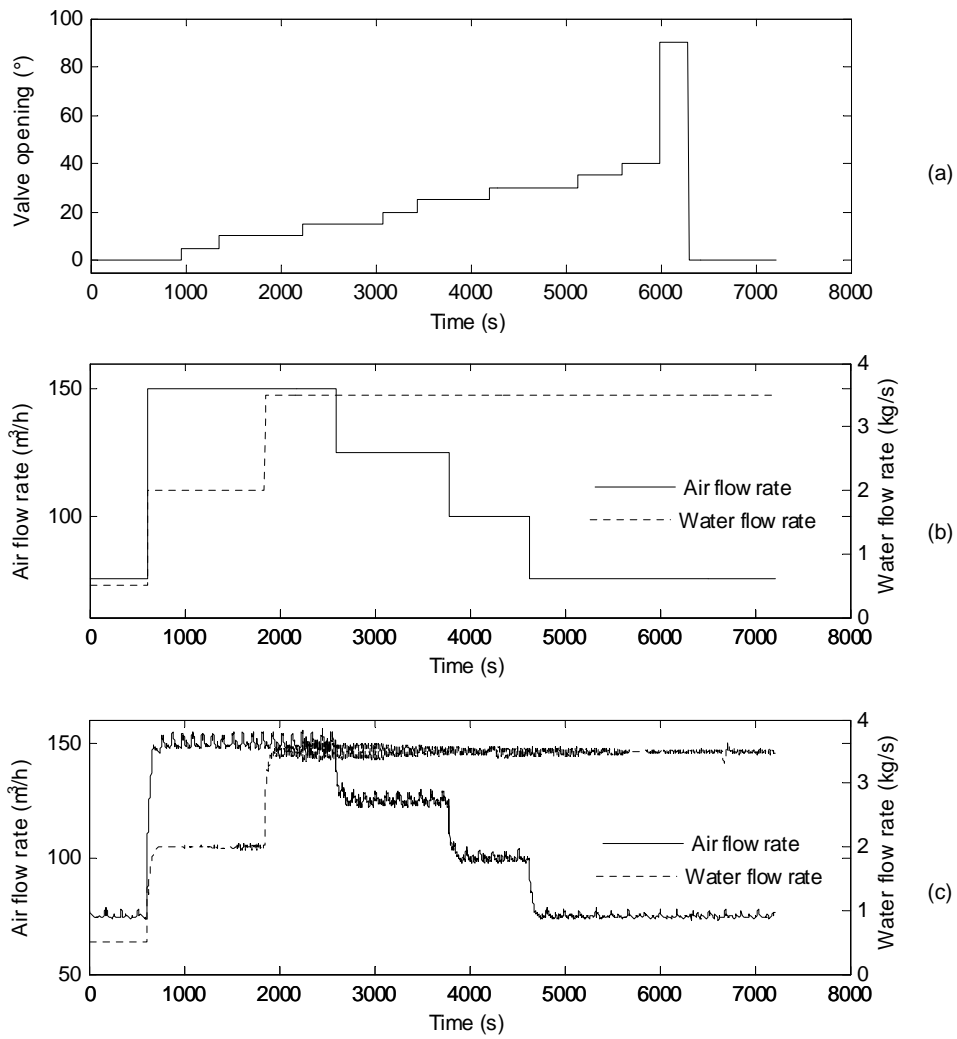 100
80
60
40
20
0
Valve opening (°)
0 1000 2000 3000 4000 5000 6000 7000 8000
Time (s)
(a)
150
100
Air flow rate (m³/h)
4
3
2
1
0
Water flow rate (kg/s)
Air flow rate
Water flow rate
0 1000 2000 3000 4000 5000 6000 7000 8000
Time (s)
(b)
150
100
50
Air flow rate (m³/h)
4
3
2
1
0
Water flow rate (kg/s)
Air flow rate
Water flow rate
0 1000 2000 3000 4000 5000 6000 7000 8000
Time (s)
(c)